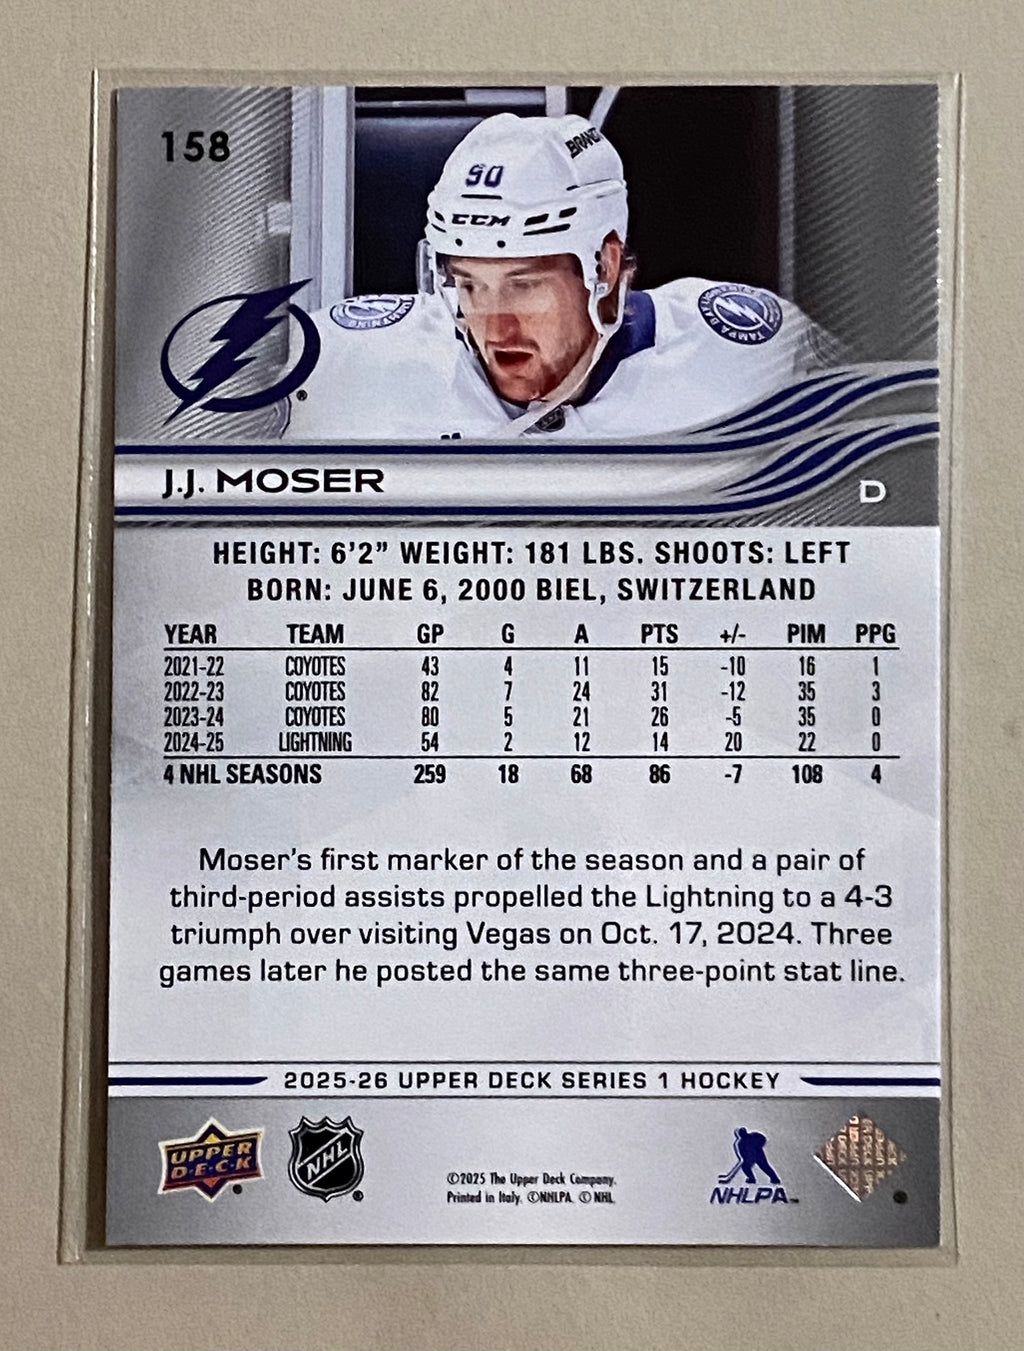 158
BRANDT
90
CCM
LIGHTNING
TAMPA BAY LIGHTNING
®
J.J. MOSER
D
HEIGHT: 6'2" WEIGHT: 181 LBS. SHOOTS: LEFT
BORN: JUNE 6, 2000 BIEL, SWITZERLAND
YEAR TEAM GP G A PTS +/- PIM PPG
2021-22 COYOTES 43 4 11 15 -10 16 1
2022-23 COYOTES 82 7 24 31 -12 35 3
2023-24 COYOTES 80 5 21 26 -5 35 0
2024-25 LIGHTNING 54 2 12 14 20 22 0
4 NHL SEASONS 259 18 68 86 -7 108 4
Moser's first marker of the season and a pair of
third-period assists propelled the Lightning to a 4-3
triumph over visiting Vegas on Oct. 17, 2024. Three
games later he posted the same three-point stat line.
2025-26 UPPER DECK SERIES 1 HOCKEY
UPPER
D·E·C·K
®
NHL
®
©2025 The Upper Deck Company.
Printed in Italy. ©NHLPA. © NHL.
NHLPA™